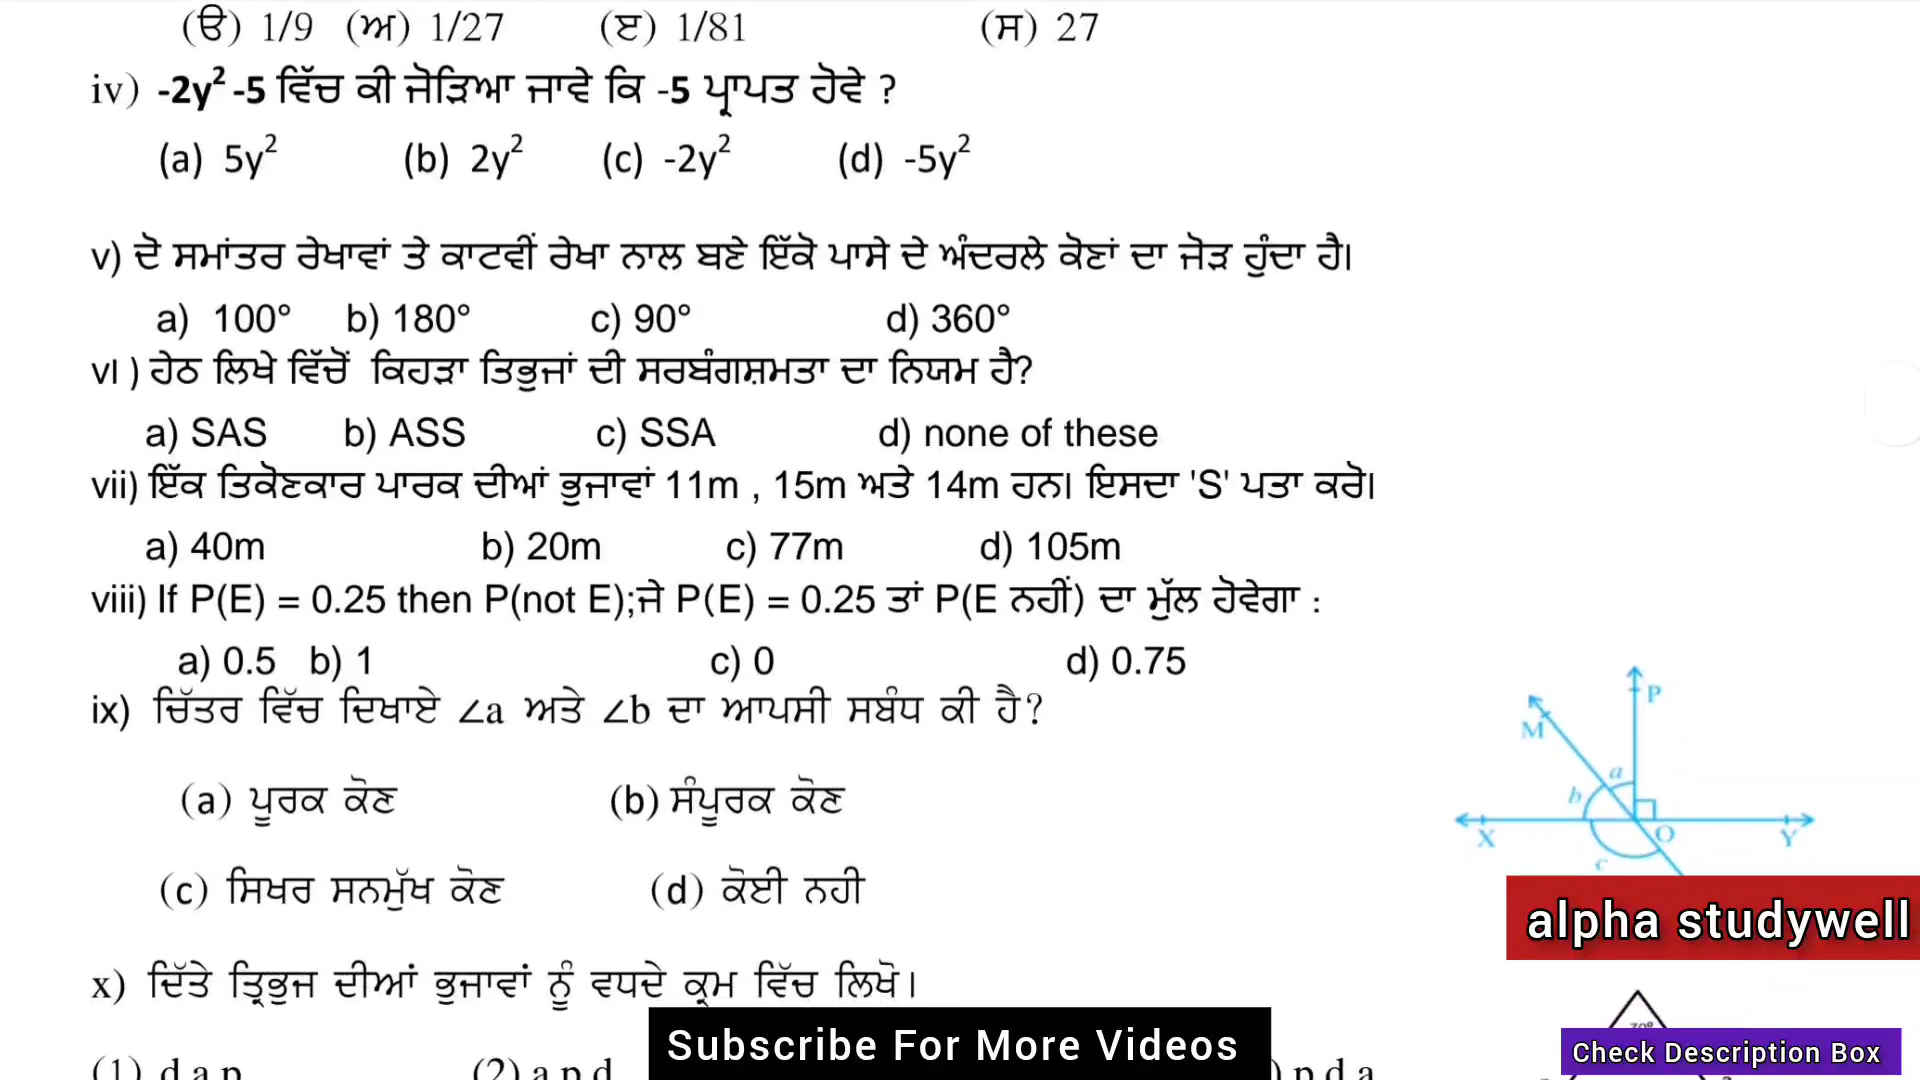 (ੳ) 1/9 (ਅ) 1/27 (ੲ) 1/81 (ਸ) 27
iv) -2y² -5 ਵਿੱਚ ਕੀ ਜੋੜਿਆ ਜਾਵੇ ਕਿ -5 ਪ੍ਰਾਪਤ ਹੋਵੇ ?
(a) 5y² (b) 2y² (c) -2y² (d) -5y²
v) ਦੋ ਸਮਾਂਤਰ ਰੇਖਾਵਾਂ ਤੇ ਕਾਟਵੀਂ ਰੇਖਾ ਨਾਲ ਬਣੇ ਇੱਕੋ ਪਾਸੇ ਦੇ ਅੰਦਰਲੇ ਕੋਣਾਂ ਦਾ ਜੋੜ ਹੁੰਦਾ ਹੈ।
a) 100° b) 180° c) 90° d) 360°
vI ) ਹੇਠ ਲਿਖੇ ਵਿੱਚੋਂ ਕਿਹੜਾ ਤਿਭੁਜਾਂ ਦੀ ਸਰਬੰਗਸ਼ਮਤਾ ਦਾ ਨਿਯਮ ਹੈ?
a) SAS b) ASS c) SSA d) none of these
vii) ਇੱਕ ਤਿਕੋਣਕਾਰ ਪਾਰਕ ਦੀਆਂ ਭੁਜਾਵਾਂ 11m , 15m ਅਤੇ 14m ਹਨ। ਇਸਦਾ 'S' ਪਤਾ ਕਰੋ।
a) 40m b) 20m c) 77m d) 105m
viii) If P(E) = 0.25 then P(not E);ਜੇ P(E) = 0.25 ਤਾਂ P(E ਨਹੀਂ) ਦਾ ਮੁੱਲ ਹੋਵੇਗਾ :
a) 0.5 b) 1 c) 0 d) 0.75
ix) ਚਿੱਤਰ ਵਿੱਚ ਦਿਖਾਏ ∠a ਅਤੇ ∠b ਦਾ ਆਪਸੀ ਸਬੰਧ ਕੀ ਹੈ?
P
M
a
b
X O Y
c
(a) ਪੂਰਕ ਕੋਣ (b) ਸੰਪੂਰਕ ਕੋਣ
(c) ਸਿਖਰ ਸਨਮੁੱਖ ਕੋਣ (d) ਕੋਈ ਨਹੀ
alpha studywell
x) ਦਿੱਤੇ ਤ੍ਰਿਭੁਜ ਦੀਆਂ ਭੁਜਾਵਾਂ ਨੂੰ ਵਧਦੇ ਕ੍ਰਮ ਵਿੱਚ ਲਿਖੋ।
70°
Subscribe For More Videos
Check Description Box
(1) d a p (2) a p d ) p d a